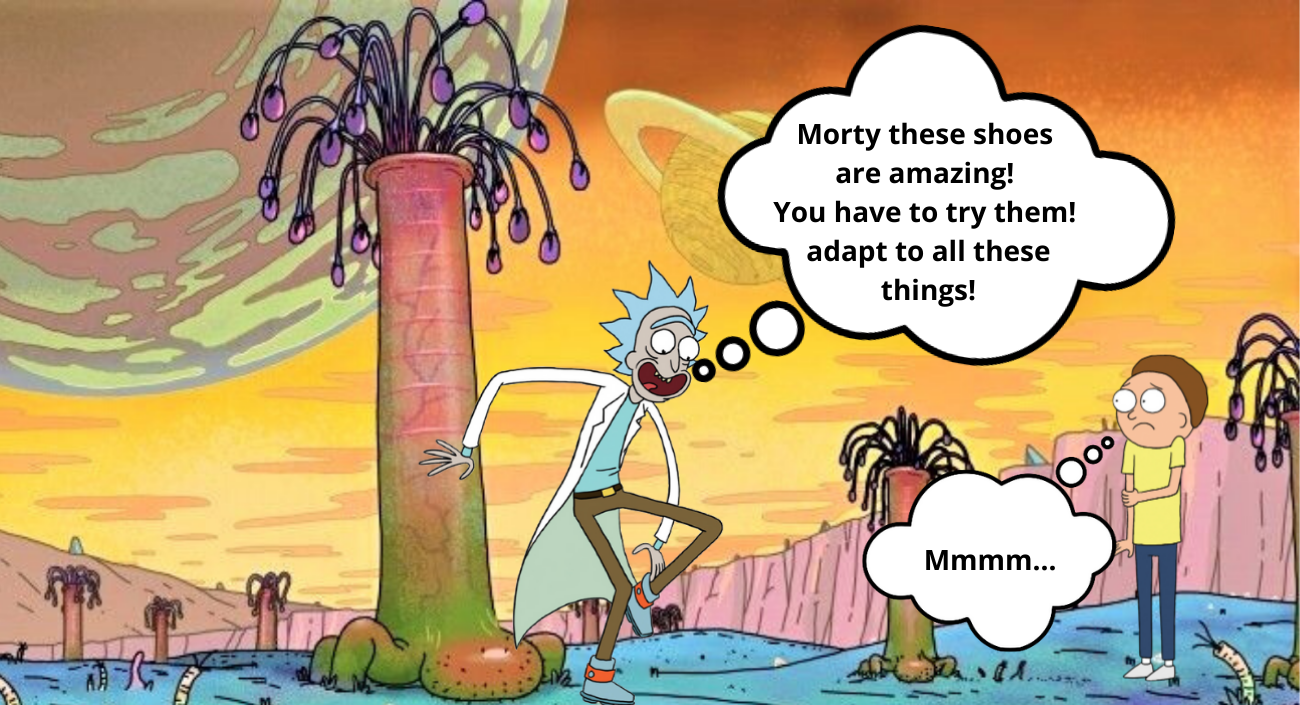 Morty these shoes
are amazing!
You have to try them!
adapt to all these
things!
Mmmm...